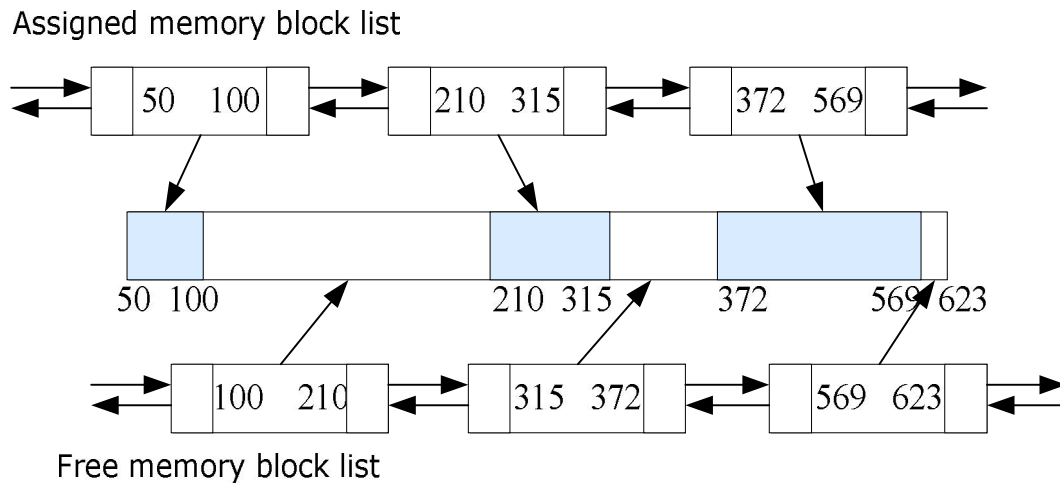 Assigned memory block list
50 100 210 315 372 569
50 100 210 315 372 569 623
100 210 315 372 569 623
Free memory block list